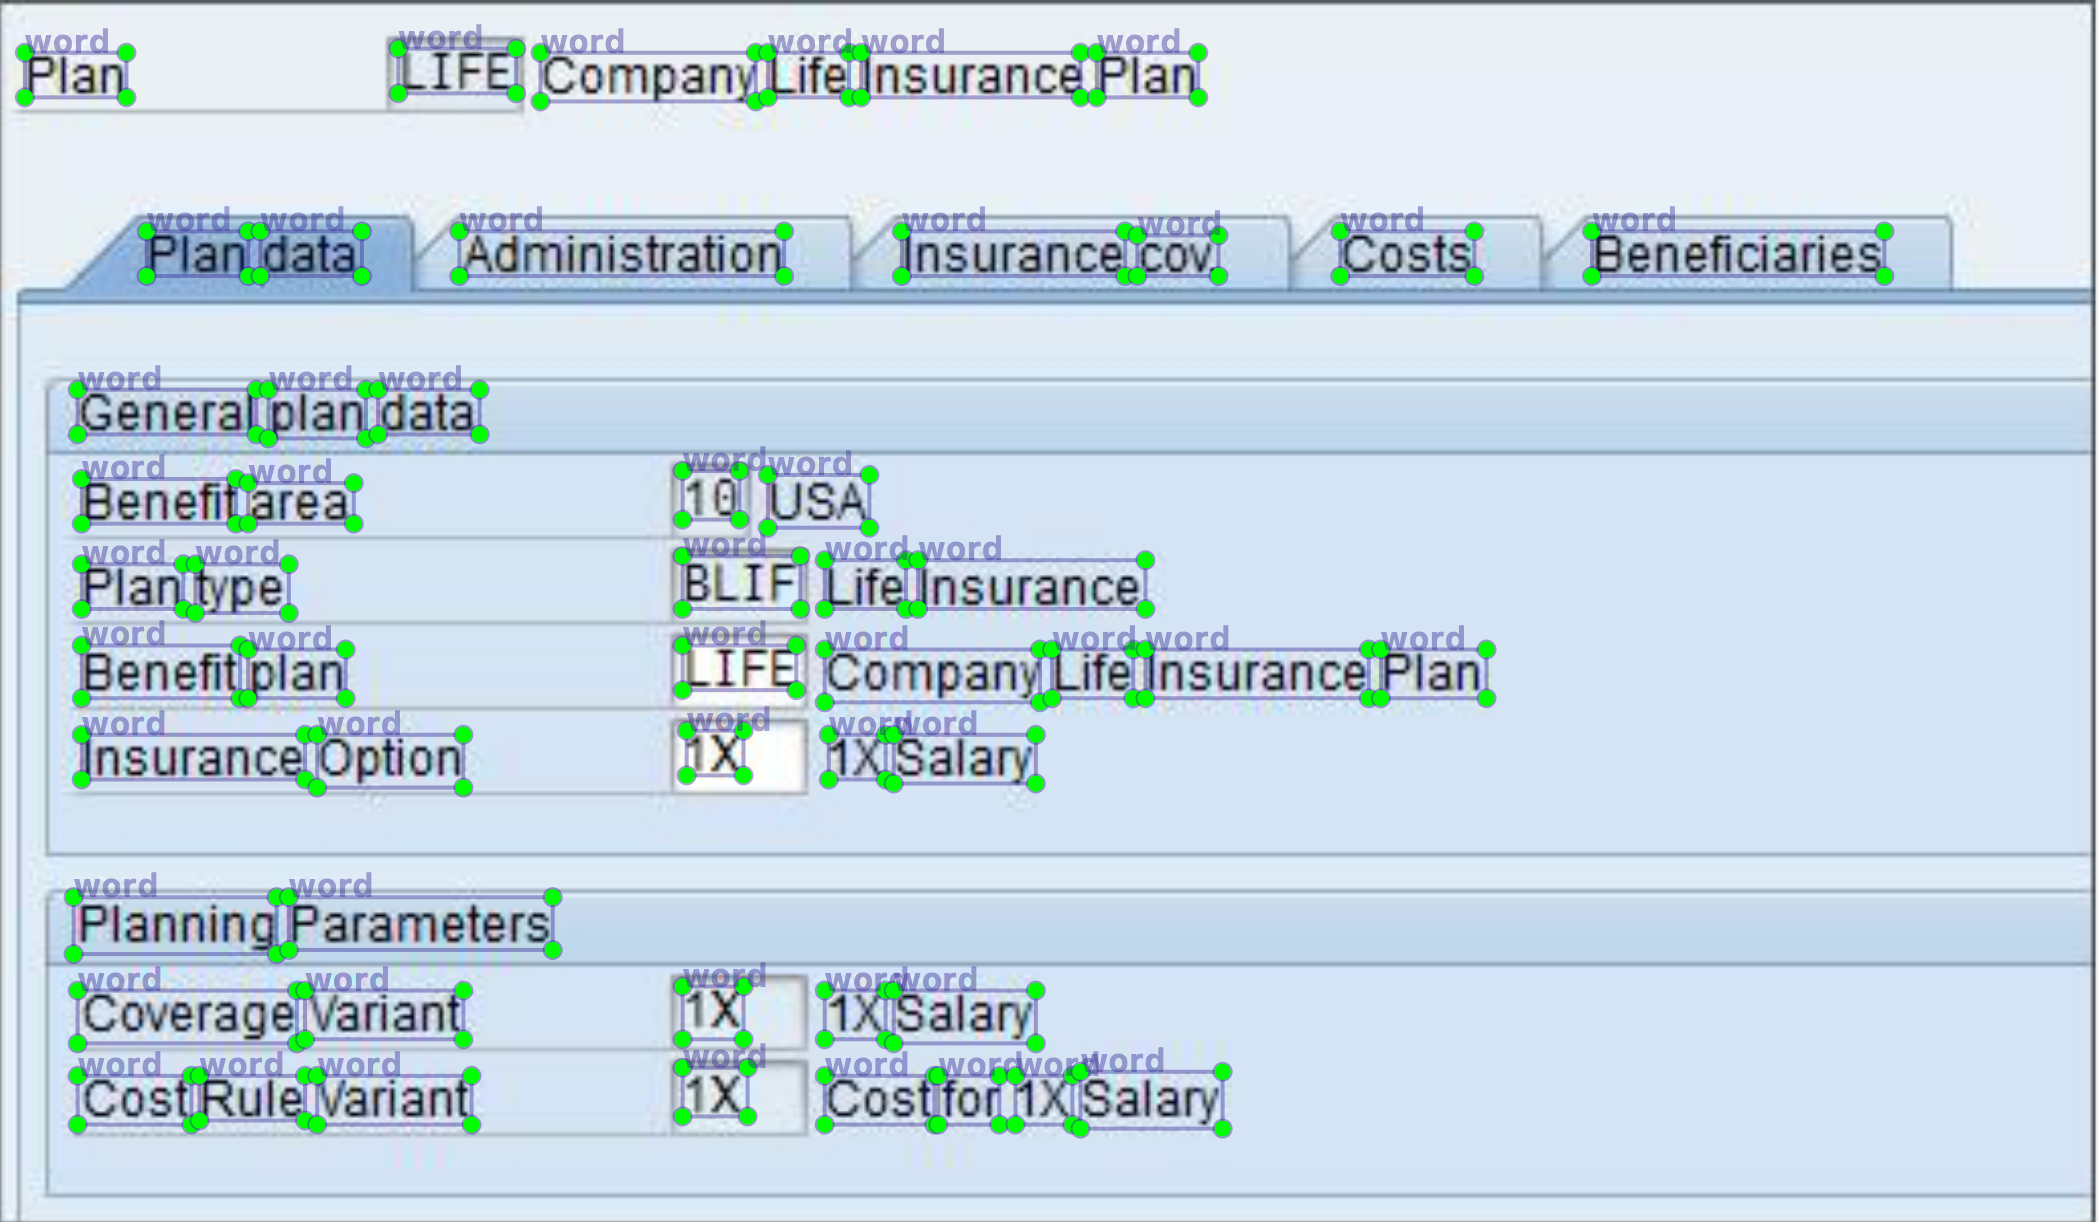 Plan LIFE Company Life Insurance Plan
Plan data Administration Insurance cov Costs Beneficiaries
General plan data
Benefit area 10 USA
Plan type BLIF Life Insurance
Benefit plan LIFE Company Life Insurance Plan
Insurance Option 1X 1X Salary
Planning Parameters
Coverage Variant 1X 1X Salary
Cost Rule Variant 1X Cost for 1X Salary